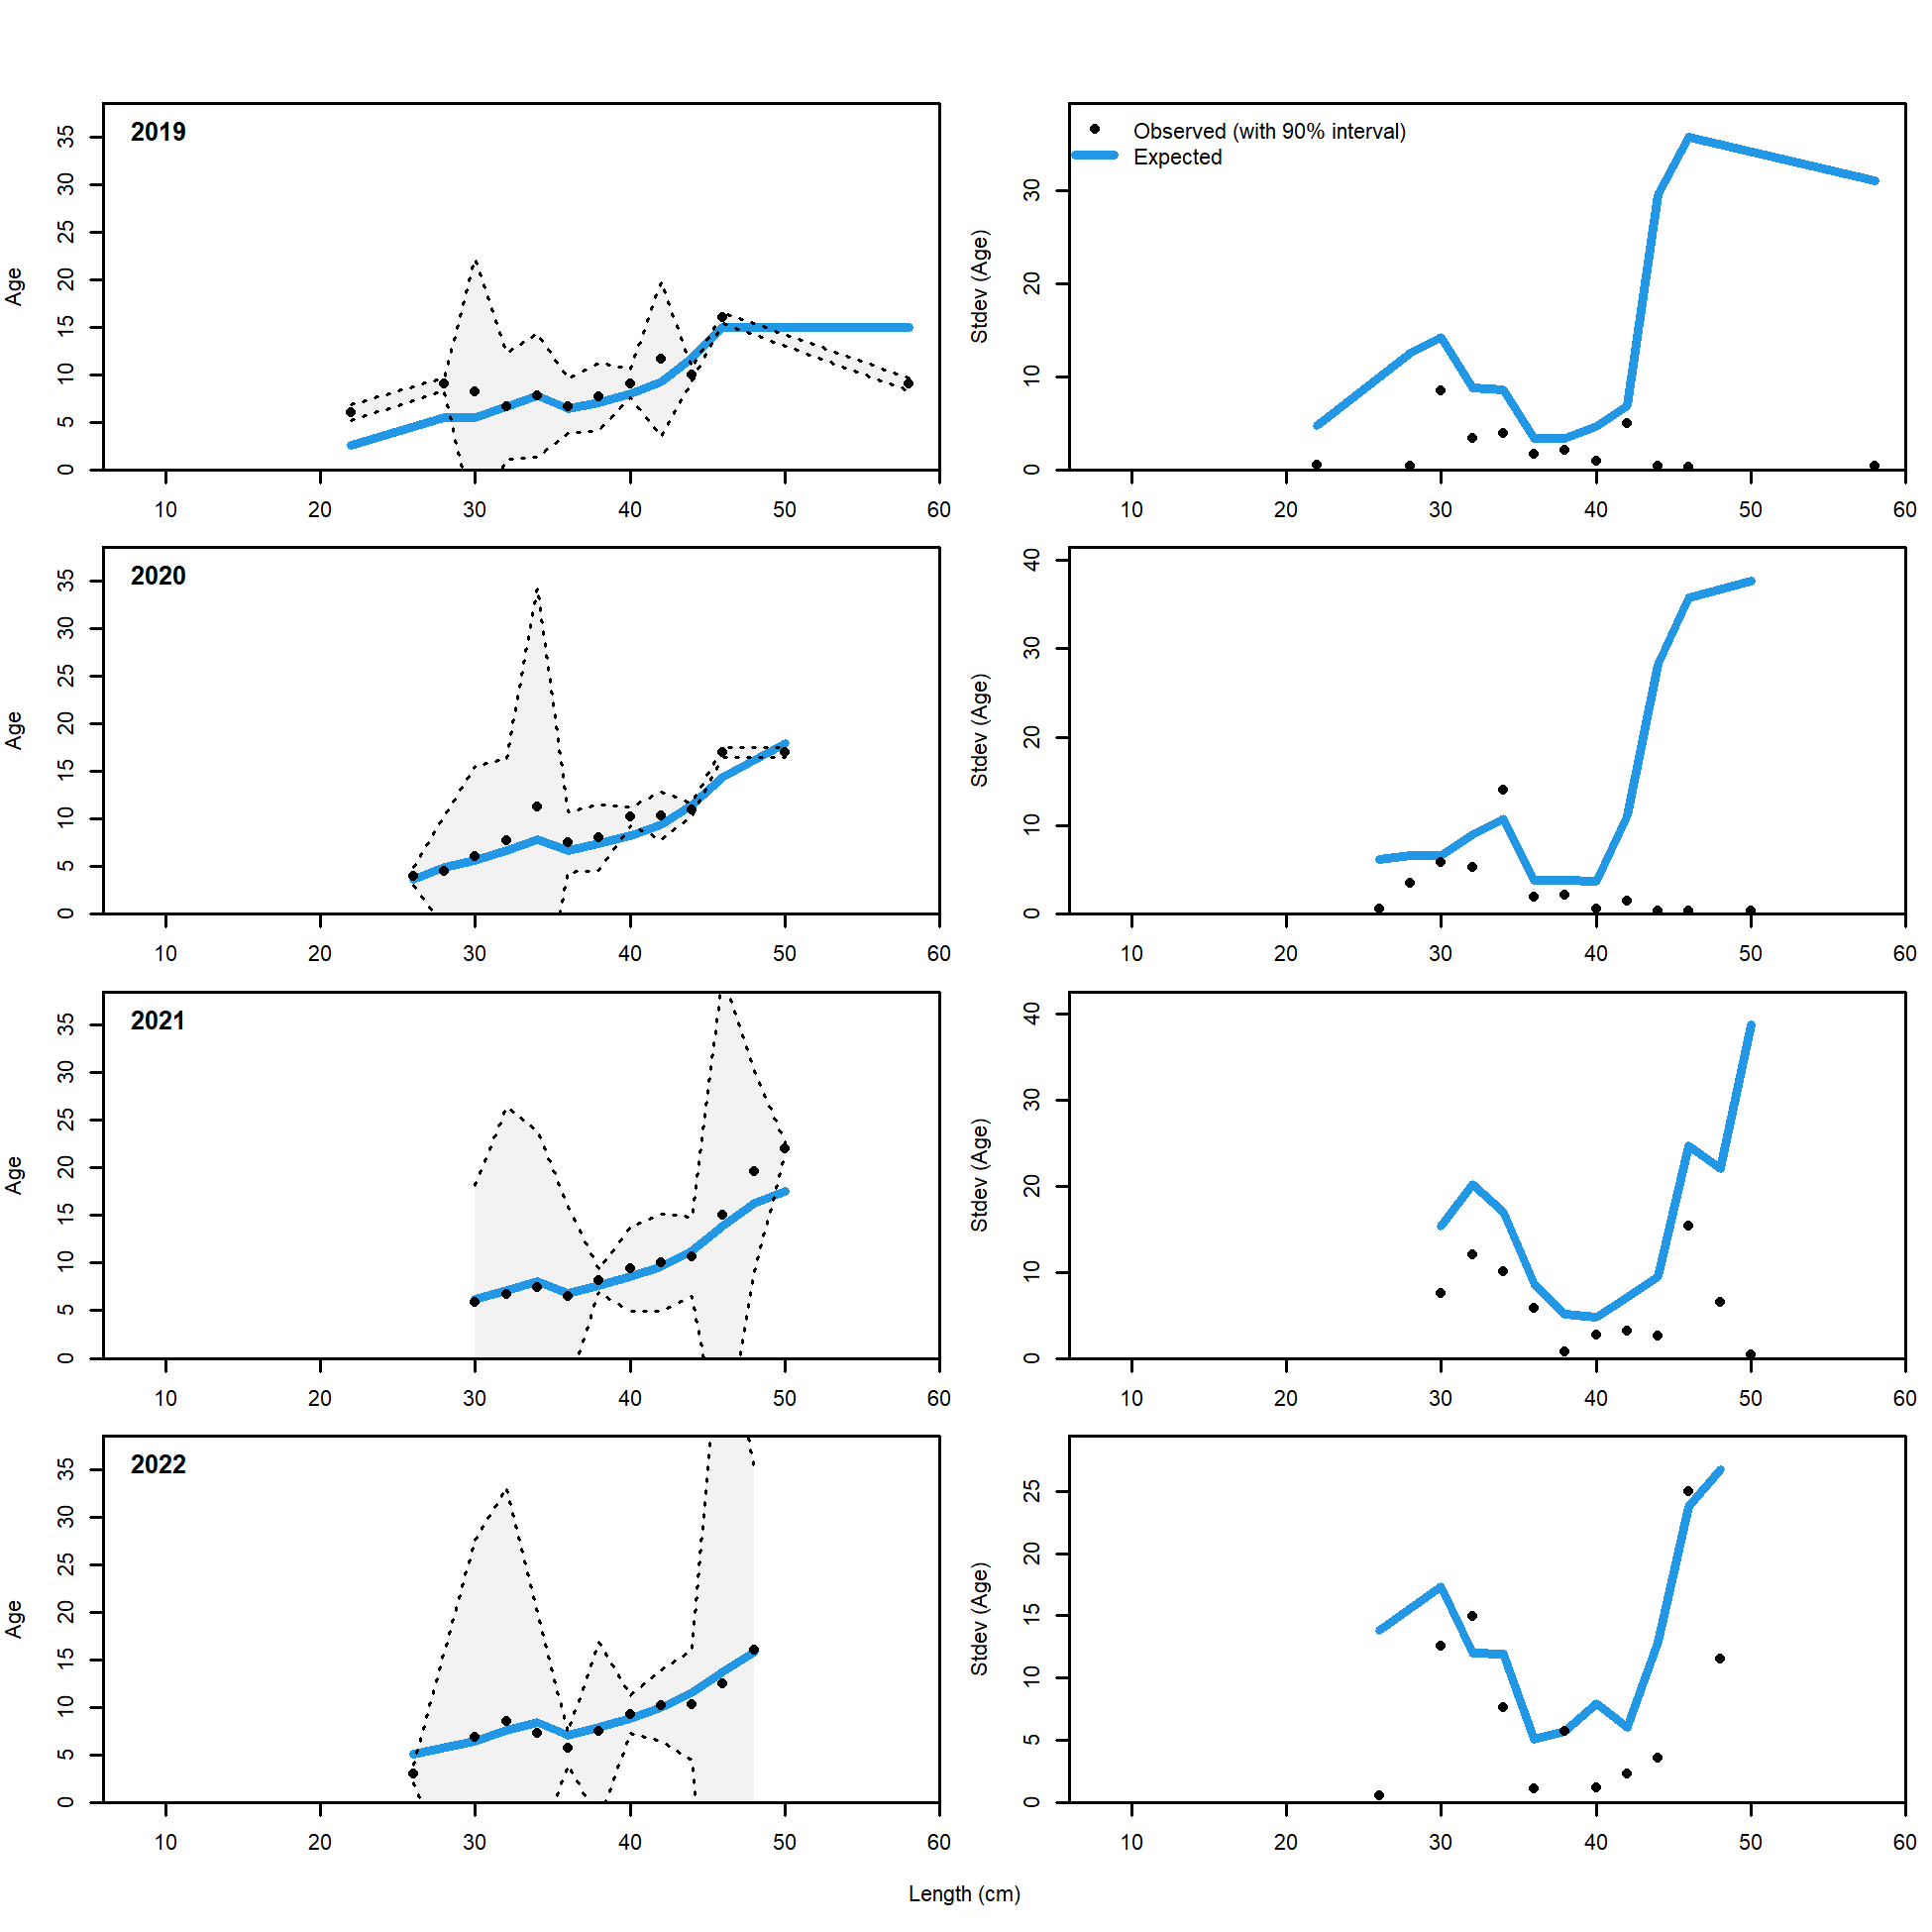 2019
Age
0 5 10 15 20 25 30 35
10 20 30 40 50 60
Observed (with 90% interval)
Expected
Stdev (Age)
0 10 20 30
10 20 30 40 50 60
2020
Age
0 5 10 15 20 25 30 35
10 20 30 40 50 60
Stdev (Age)
0 10 20 30 40
10 20 30 40 50 60
2021
Age
0 5 10 15 20 25 30 35
10 20 30 40 50 60
Stdev (Age)
0 10 20 30 40
10 20 30 40 50 60
2022
Age
0 5 10 15 20 25 30 35
10 20 30 40 50 60
Stdev (Age)
0 5 10 15 20 25
10 20 30 40 50 60
Length (cm)